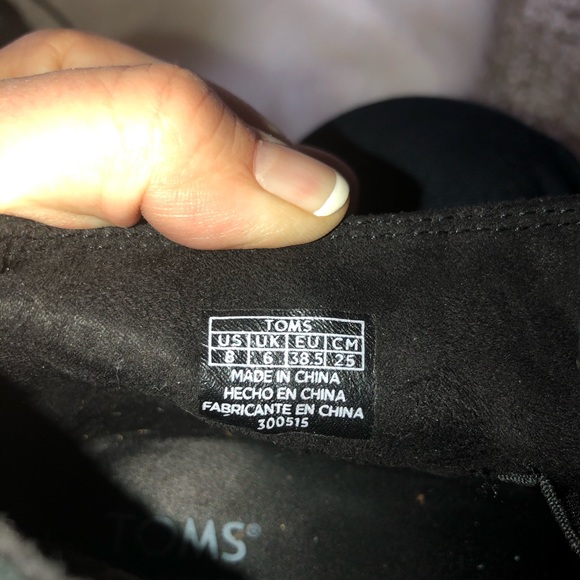 TOMS
US UK EU CM
8 6 38.5 25
MADE IN CHINA
HECHO EN CHINA
FABRICANTE EN CHINA
300515
TOMS®